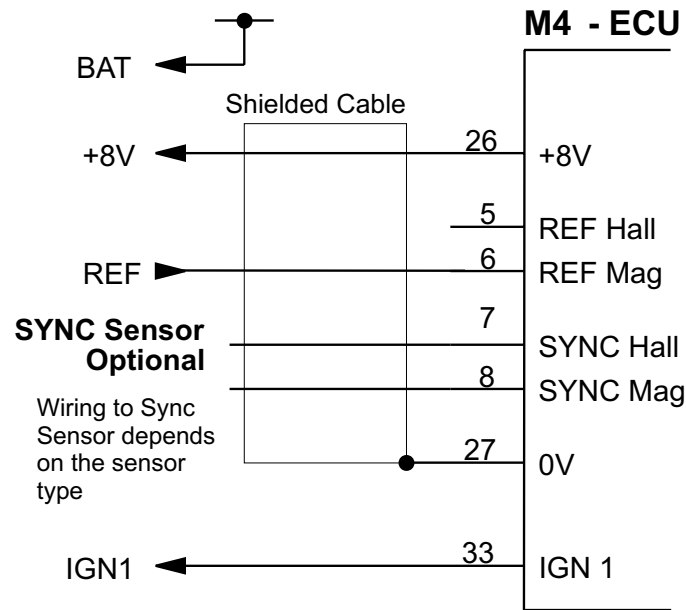 M4 - ECU
BAT
Shielded Cable
+8V 26 +8V
5 REF Hall
REF 6 REF Mag
SYNC Sensor
Optional
7 SYNC Hall
8 SYNC Mag
Wiring to Sync
Sensor depends
on the sensor
type
27 0V
IGN1 33 IGN 1